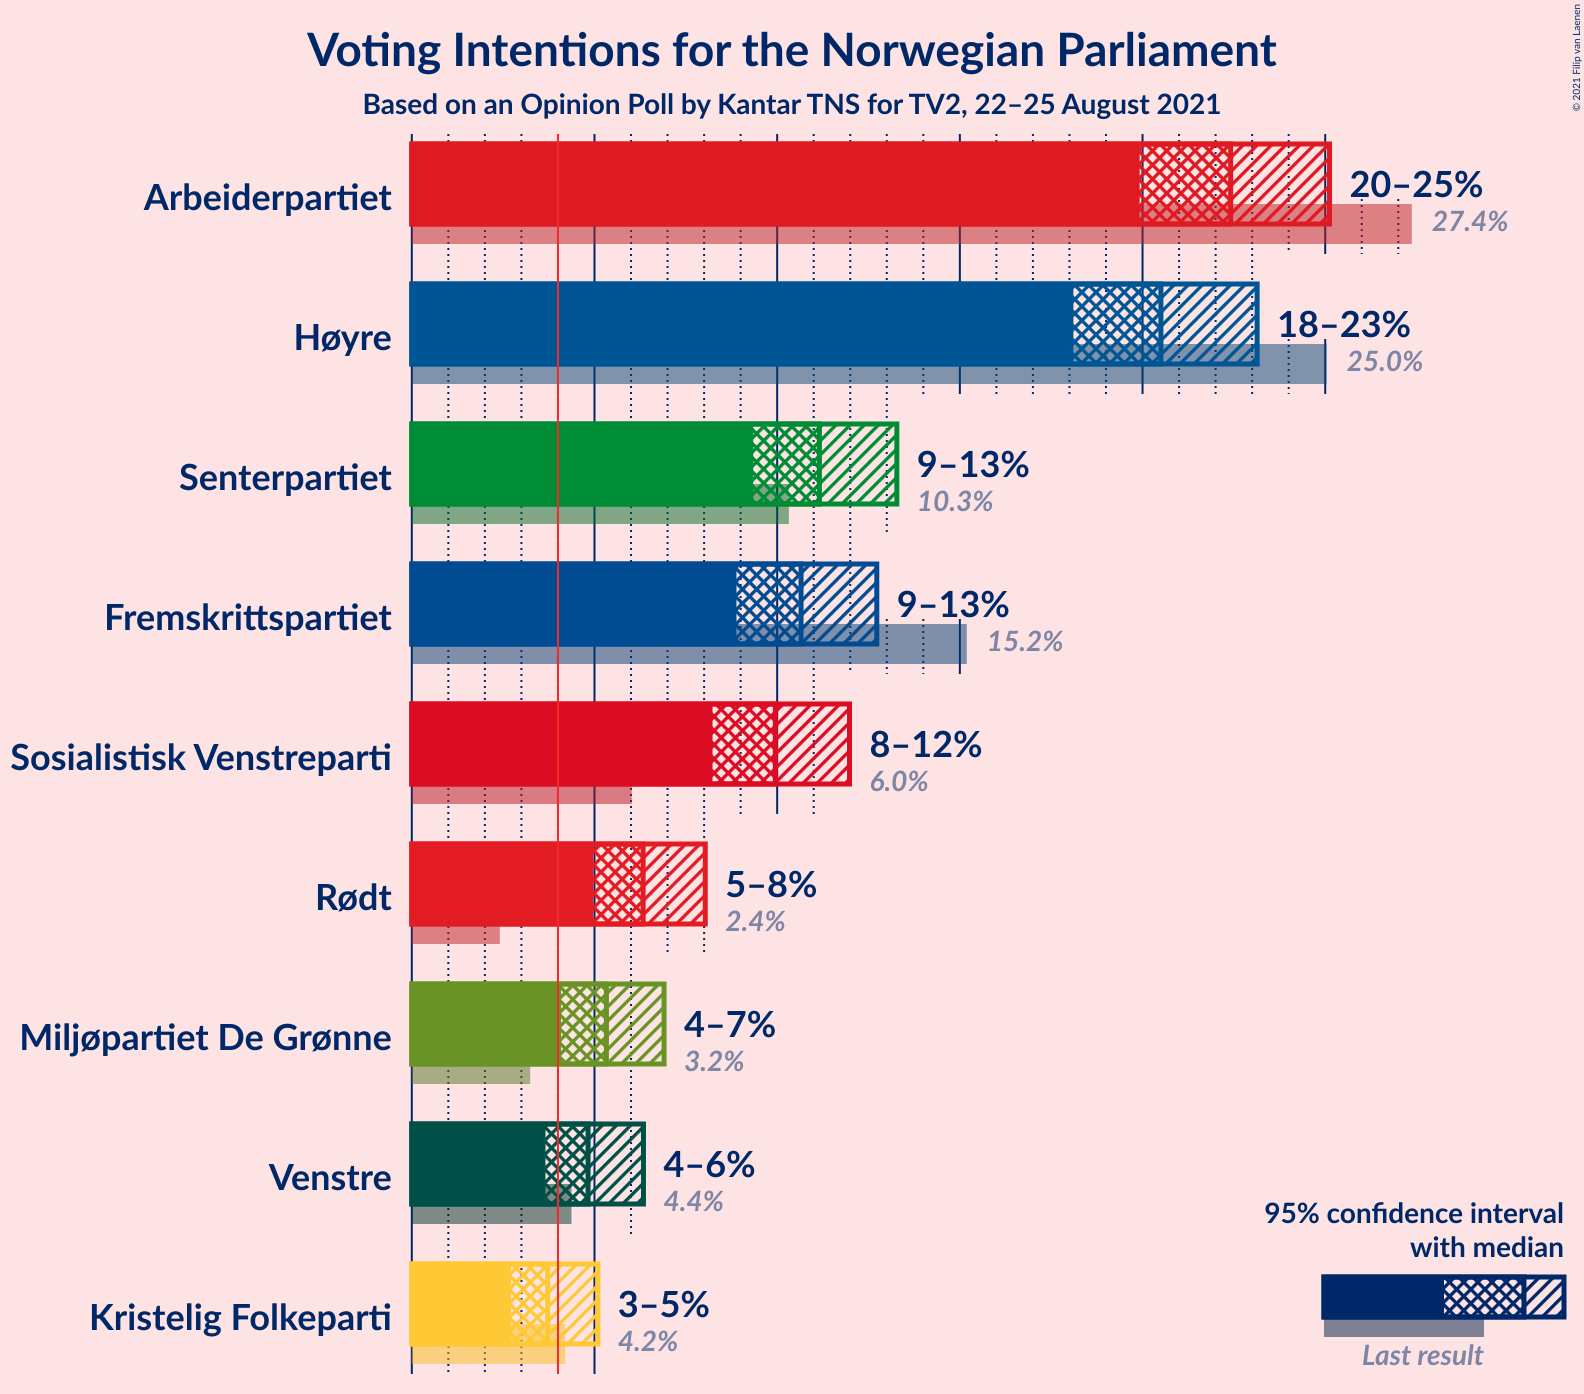 Voting Intentions for the Norwegian Parliament
Based on an Opinion Poll by Kantar TNS for TV2, 22–25 August 2021
© 2021 Filip van Laenen
Arbeiderpartiet
20–25%
27.4%
Høyre
18–23%
25.0%
Senterpartiet
9–13%
10.3%
Fremskrittspartiet
9–13%
15.2%
Sosialistisk Venstreparti
8–12%
6.0%
Rødt
5–8%
2.4%
Miljøpartiet De Grønne
4–7%
3.2%
Venstre
4–6%
4.4%
Kristelig Folkeparti
3–5%
4.2%
95% confidence interval
with median
Last result